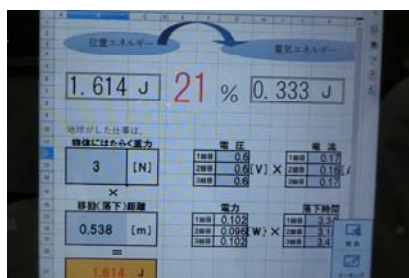 位置エネルギー
電気エネルギー
1.614 J 21 % 0.333 J
地球がした仕事は、
物体にはたらく重力 電 圧 電 流
3 [N]
1回目 0.6 1回目 0.17
2回目 0.6 [V] × 2回目 0.16
3回目 0.6 3回目 0.17
×
移動(落下)距離 電力 落下時間
0.538 [m]
1回目 0.102 1回目
2回目 0.096 [W] × 2回目
3回目 0.102 3回目
=
1.614 J